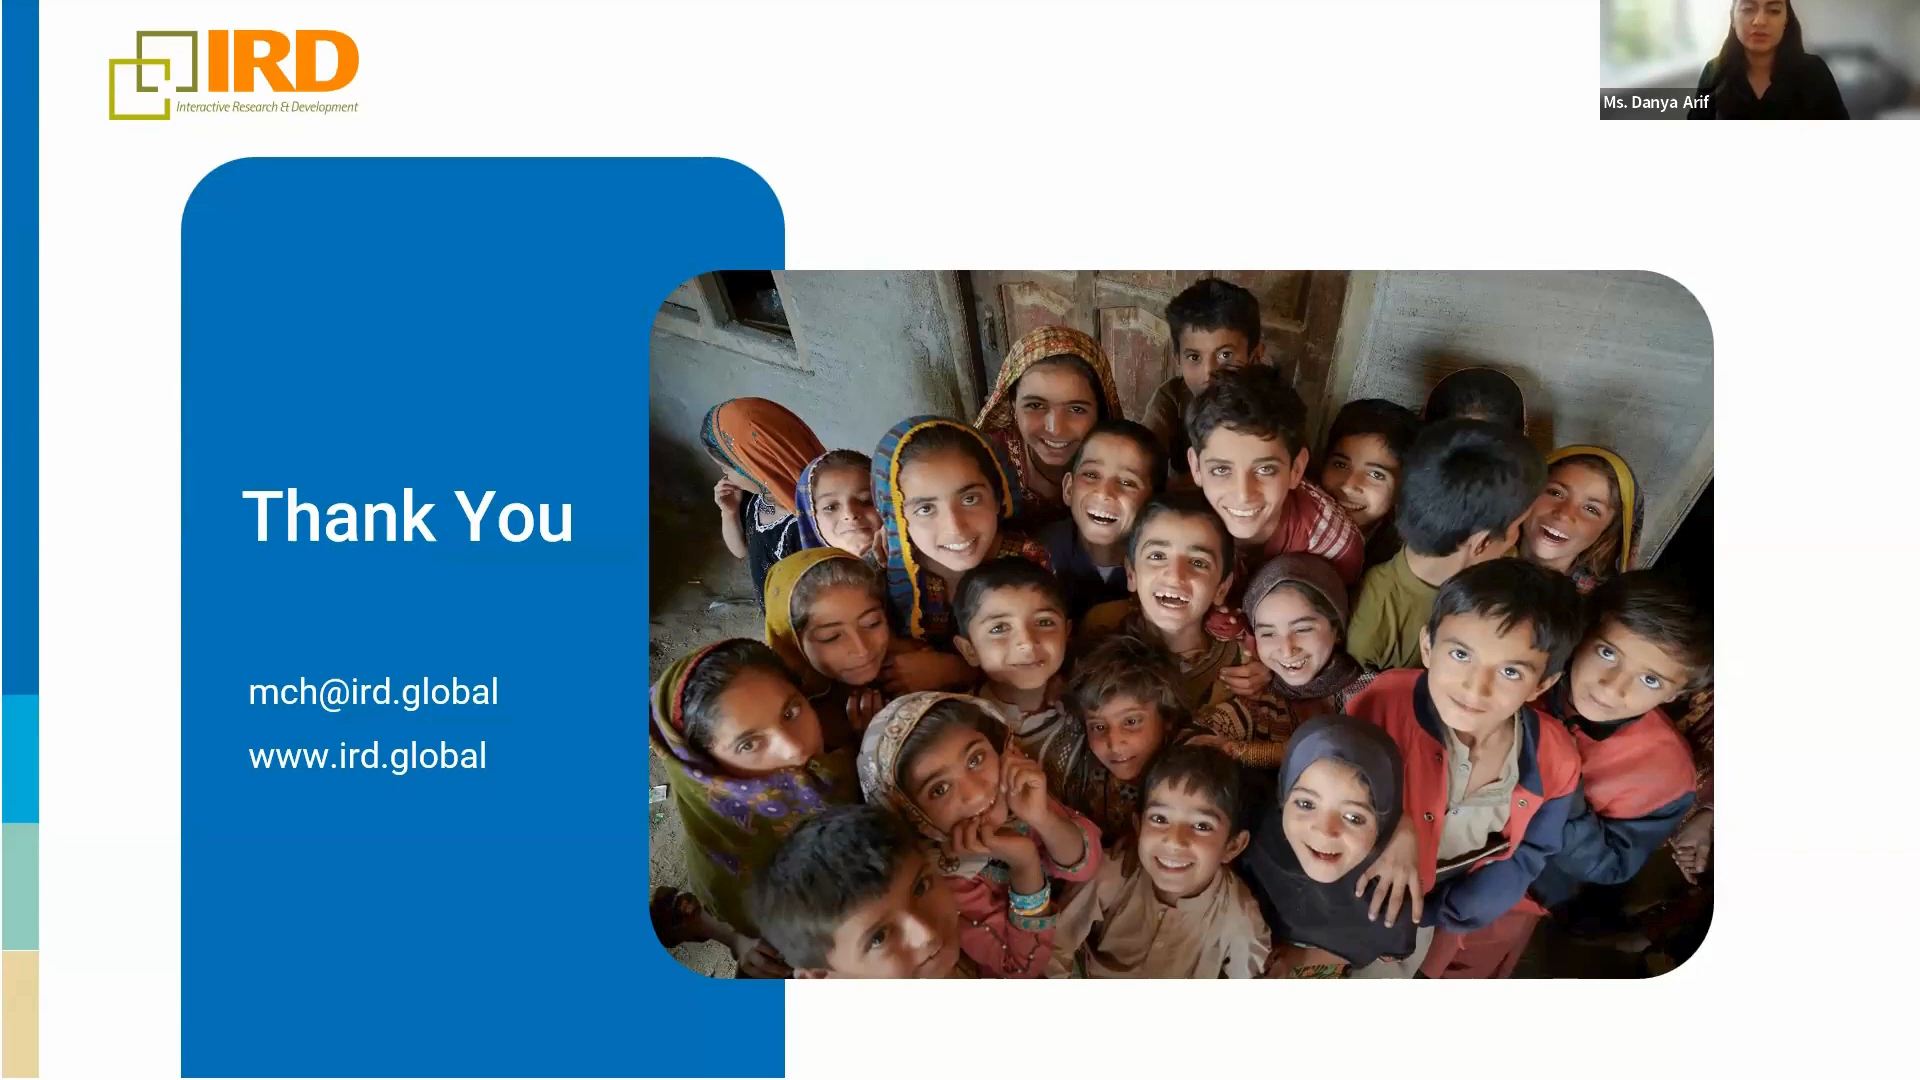 IRD
Interactive Research & Development
Ms. Danya Arif
Thank You
mch@ird.global
www.ird.global